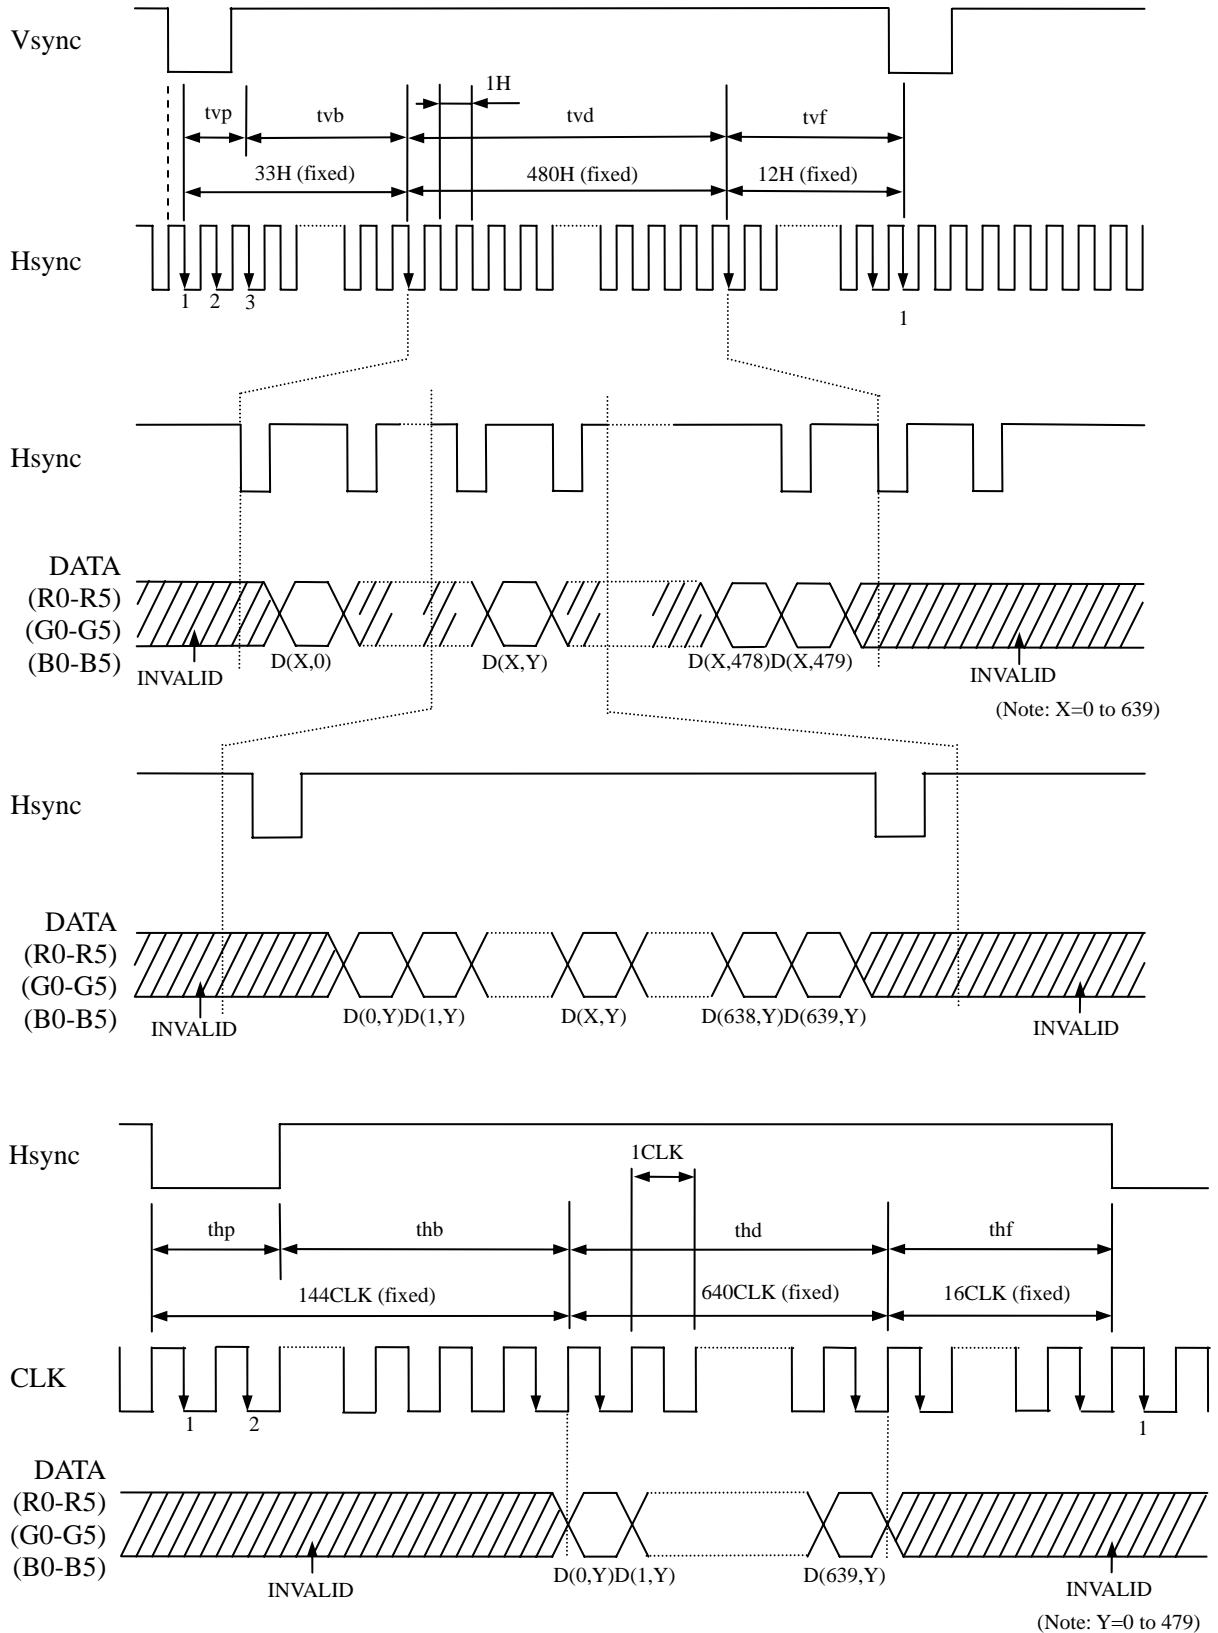 Vsync
1H
tvp
tvb
tvd
tvf
33H (fixed)
480H (fixed)
12H (fixed)
Hsync
1
2
3
1
Hsync
DATA
(R0-R5)
(G0-G5)
(B0-B5)
INVALID
D(X,0)
D(X,Y)
D(X,478)D(X,479)
INVALID
(Note: X=0 to 639)
Hsync
DATA
(R0-R5)
(G0-G5)
(B0-B5)
INVALID
D(0,Y)D(1,Y)
D(X,Y)
D(638,Y)D(639,Y)
INVALID
Hsync
1CLK
thp
thb
thd
thf
144CLK (fixed)
640CLK (fixed)
16CLK (fixed)
CLK
1
2
1
DATA
(R0-R5)
(G0-G5)
(B0-B5)
INVALID
D(0,Y)D(1,Y)
D(639,Y)
INVALID
(Note: Y=0 to 479)